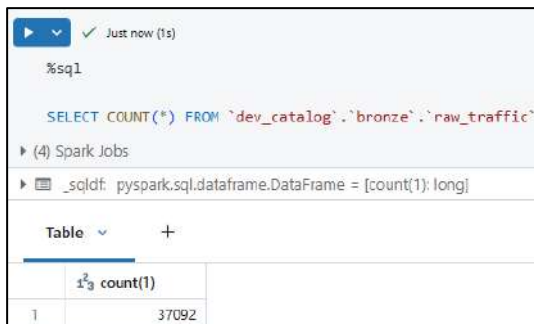 Just now (1s)
%sql
SELECT COUNT(*) FROM `dev_catalog`.`bronze`.`raw_traffic`
(4) Spark Jobs
_sqldf: pyspark.sql.dataframe.DataFrame = [count(1): long]
Table +
1²3 count(1)
1 37092